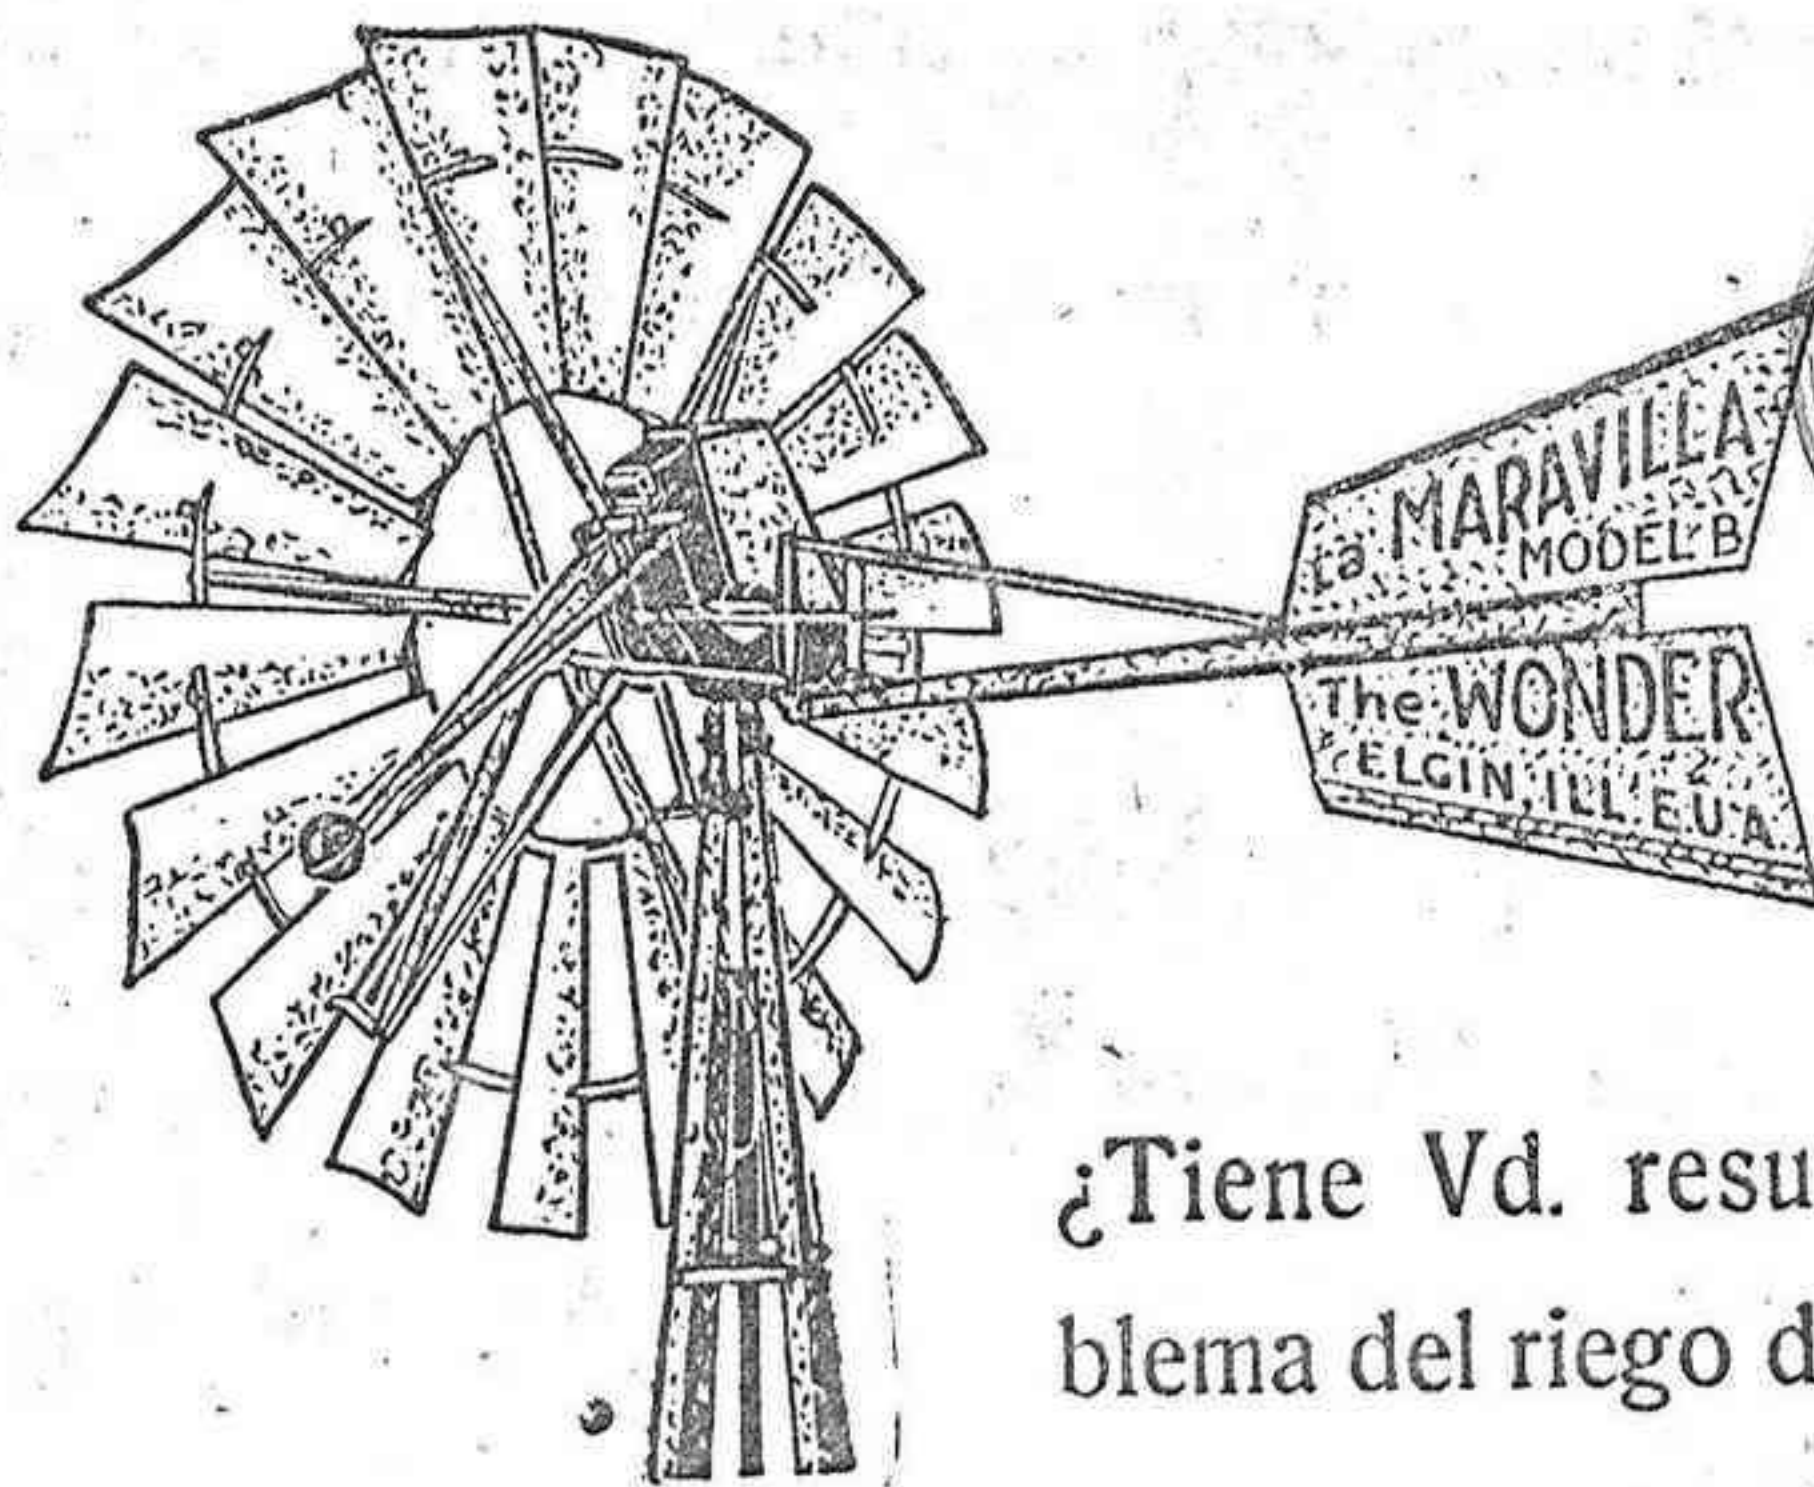 La MARAVILLA
MODEL B
The WONDER
ELGIN, ILL. E.U.A
¿Tiene Vd. resu
blema del riego d